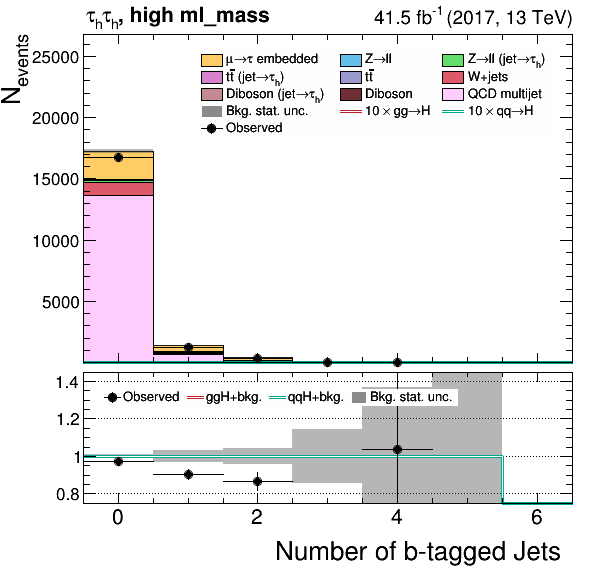 τhτh, high ml_mass 41.5 fb⁻¹ (2017, 13 TeV)
Nevents
25000
20000
15000
10000
5000
μ→τ embedded Z→ll Z→ll (jet→τh)
tt̄ (jet→τh) tt̄ W+jets
Diboson (jet→τh) Diboson QCD multijet
Bkg. stat. unc. 10 × gg→H 10 × qq→H
Observed
1.4
1.2
1
0.8
Observed ggH+bkg. qqH+bkg. Bkg. stat. unc.
0 2 4 6
Number of b-tagged Jets